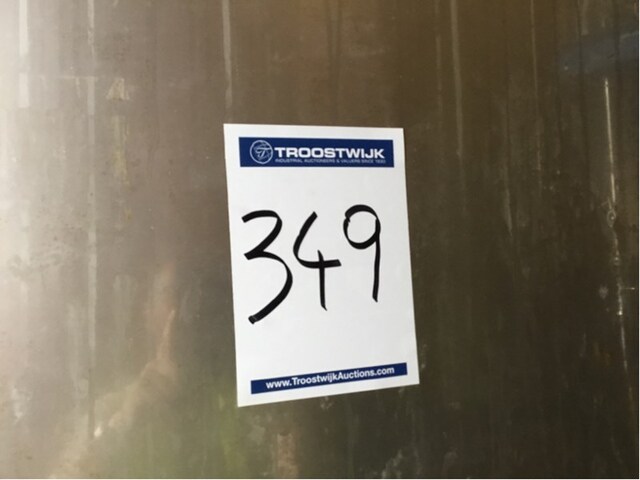 TROOSTWIJK
INDUSTRIAL AUCTIONEERS & VALUERS SINCE 1930
349
www.TroostwijkAuctions.com